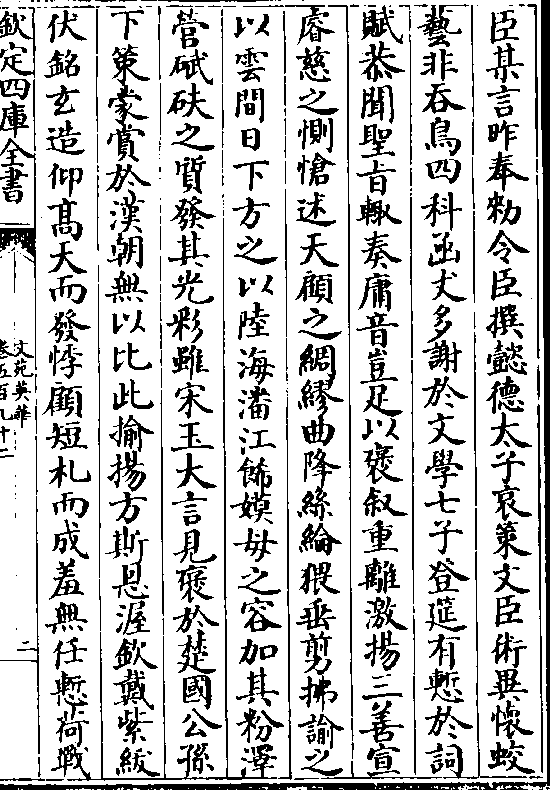 臣某言昨奉勑令臣撰懿德太子哀策文臣術異懷蛟
藝非吞鳥四科函丈多謝於文學七子登筵有慙於詞
賦恭聞聖旨輙奏庸音豈足以褒叙重離激揚三善宣
睿慈之惻愴述天顧之綢繆曲降絲綸猥垂剪拂諭之
以雲間日下方之以陸海潘江飾嫫母之容加其粉澤
營碔砆之質發其光彩雖宋玉大言見褒於楚國公孫
下策蒙賞於漢朝無以比此揄揚方斯恩渥欽戴紫紱
伏銘玄造仰髙天而發悸顧短札而成羞無任慙荷戰
欽定四庫全書
文苑英華
卷五百九十二
二